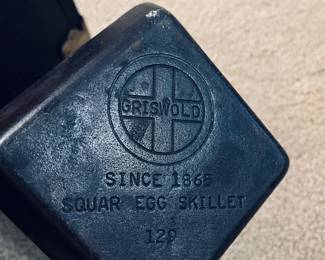 GRISWOLD
SINCE 1865
SQUAR EGG SKILLET
129